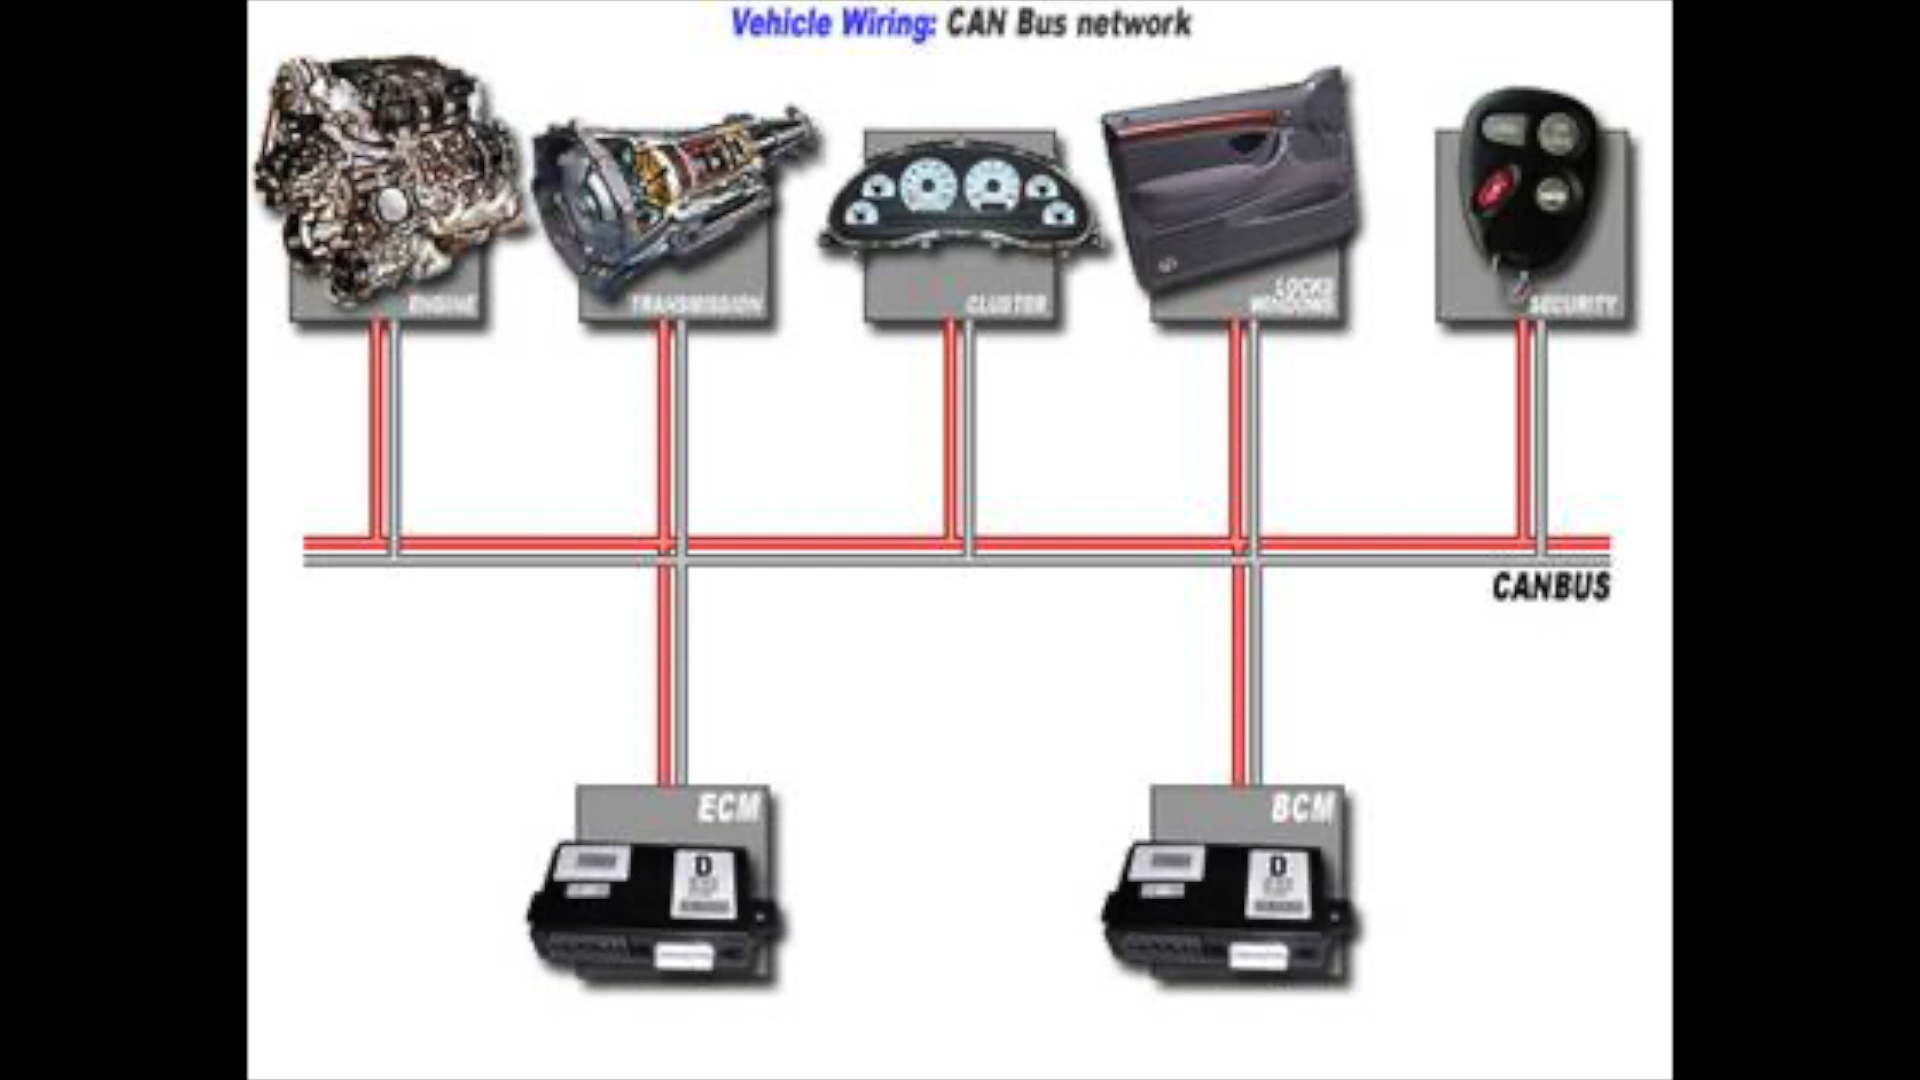 Vehicle Wiring: CAN Bus network
ENGINE
TRANSMISSION
CLUSTER
LOCKS
WINDOWS
SECURITY
CANBUS
ECM
BCM
D
D